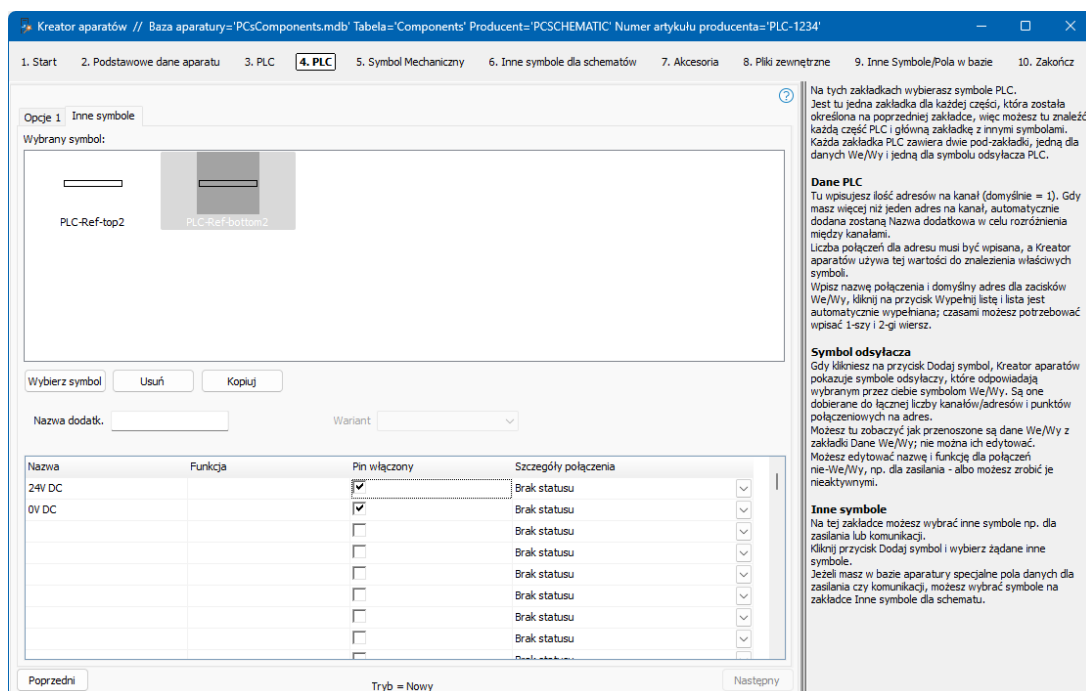 Kreator aparatów // Baza aparatury='PCsComponents.mdb' Tabela='Components' Producent='PCSCHEMATIC' Numer artykułu producenta='PLC-1234'
1. Start 2. Podstawowe dane aparatu 3. PLC 4. PLC 5. Symbol Mechaniczny 6. Inne symbole dla schematów 7. Akcesoria 8. Pliki zewnętrzne 9. Inne Symbole/Pola w bazie 10. Zakończ
Opcje 1 Inne symbole
Wybrany symbol:
PLC-Ref-top2 PLC-Ref-bottom2
Wybierz symbol Usuń Kopiuj
Nazwa dodatk. Wariant
Nazwa Funkcja Pin włączony Szczegóły połączenia
24V DC Brak statusu
0V DC Brak statusu
Brak statusu
Brak statusu
Brak statusu
Brak statusu
Brak statusu
Brak statusu
Poprzedni Tryb = Nowy Następny
Na tych zakładkach wybierasz symbole PLC.
Jest tu jedna zakładka dla każdej części, która została
określona na poprzedniej zakładce, więc możesz tu znaleźć
każdą część PLC i główną zakładkę z innymi symbolami.
Każda zakładka PLC zawiera dwie pod-zakładki, jedną dla
danych We/Wy i jedną dla symbolu odsyłacza PLC.
Dane PLC
Tu wpisujesz ilość adresów na kanał (domyślnie = 1). Gdy
masz więcej niż jeden adres na kanał, automatycznie
dodana zostaną Nazwa dodatkowa w celu rozróżnienia
między kanałami.
Liczba połączeń dla adresu musi być wpisana, a Kreator
aparatów używa tej wartości do znalezienia właściwych
symboli.
Wpisz nazwę połączenia i domyślny adres dla zacisków
We/Wy, kliknij na przycisk Wypełnij listę i lista jest
automatycznie wypełniana; czasami możesz potrzebować
wpisać 1-szy i 2-gi wiersz.
Symbol odsyłacza
Gdy klikniesz na przycisk Dodaj symbol, Kreator aparatów
pokazuje symbole odsyłaczy, które odpowiadają
wybranym przez ciebie symbolom We/Wy. Są one
dobierane do łącznej liczby kanałów/adresów i punktów
połączeniowych na adres.
Możesz tu zobaczyć jak przenoszone są dane We/Wy z
zakładki Dane We/Wy; nie można ich edytować.
Możesz edytować nazwę i funkcję dla połączeń
nie-We/Wy, np. dla zasilania - albo możesz zrobić je
nieaktywnymi.
Inne symbole
Na tej zakładce możesz wybrać inne symbole np. dla
zasilania lub komunikacji.
Kliknij przycisk Dodaj symbol i wybierz żądane inne
symbole.
Jeżeli masz w bazie aparatury specjalne pola danych dla
zasilania czy komunikacji, możesz wybrać symbole na
zakładce Inne symbole dla schematu.